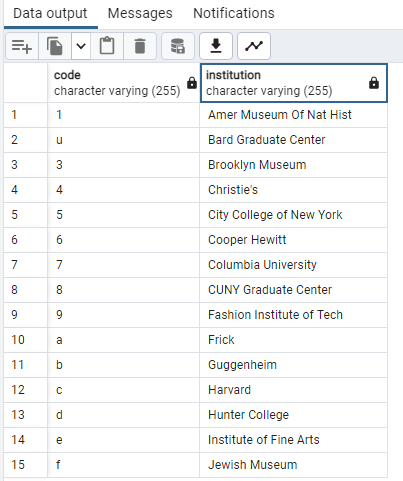 Data output Messages Notifications
code institution
character varying (255) character varying (255)
1 1 Amer Museum Of Nat Hist
2 u Bard Graduate Center
3 3 Brooklyn Museum
4 4 Christie's
5 5 City College of New York
6 6 Cooper Hewitt
7 7 Columbia University
8 8 CUNY Graduate Center
9 9 Fashion Institute of Tech
10 a Frick
11 b Guggenheim
12 c Harvard
13 d Hunter College
14 e Institute of Fine Arts
15 f Jewish Museum